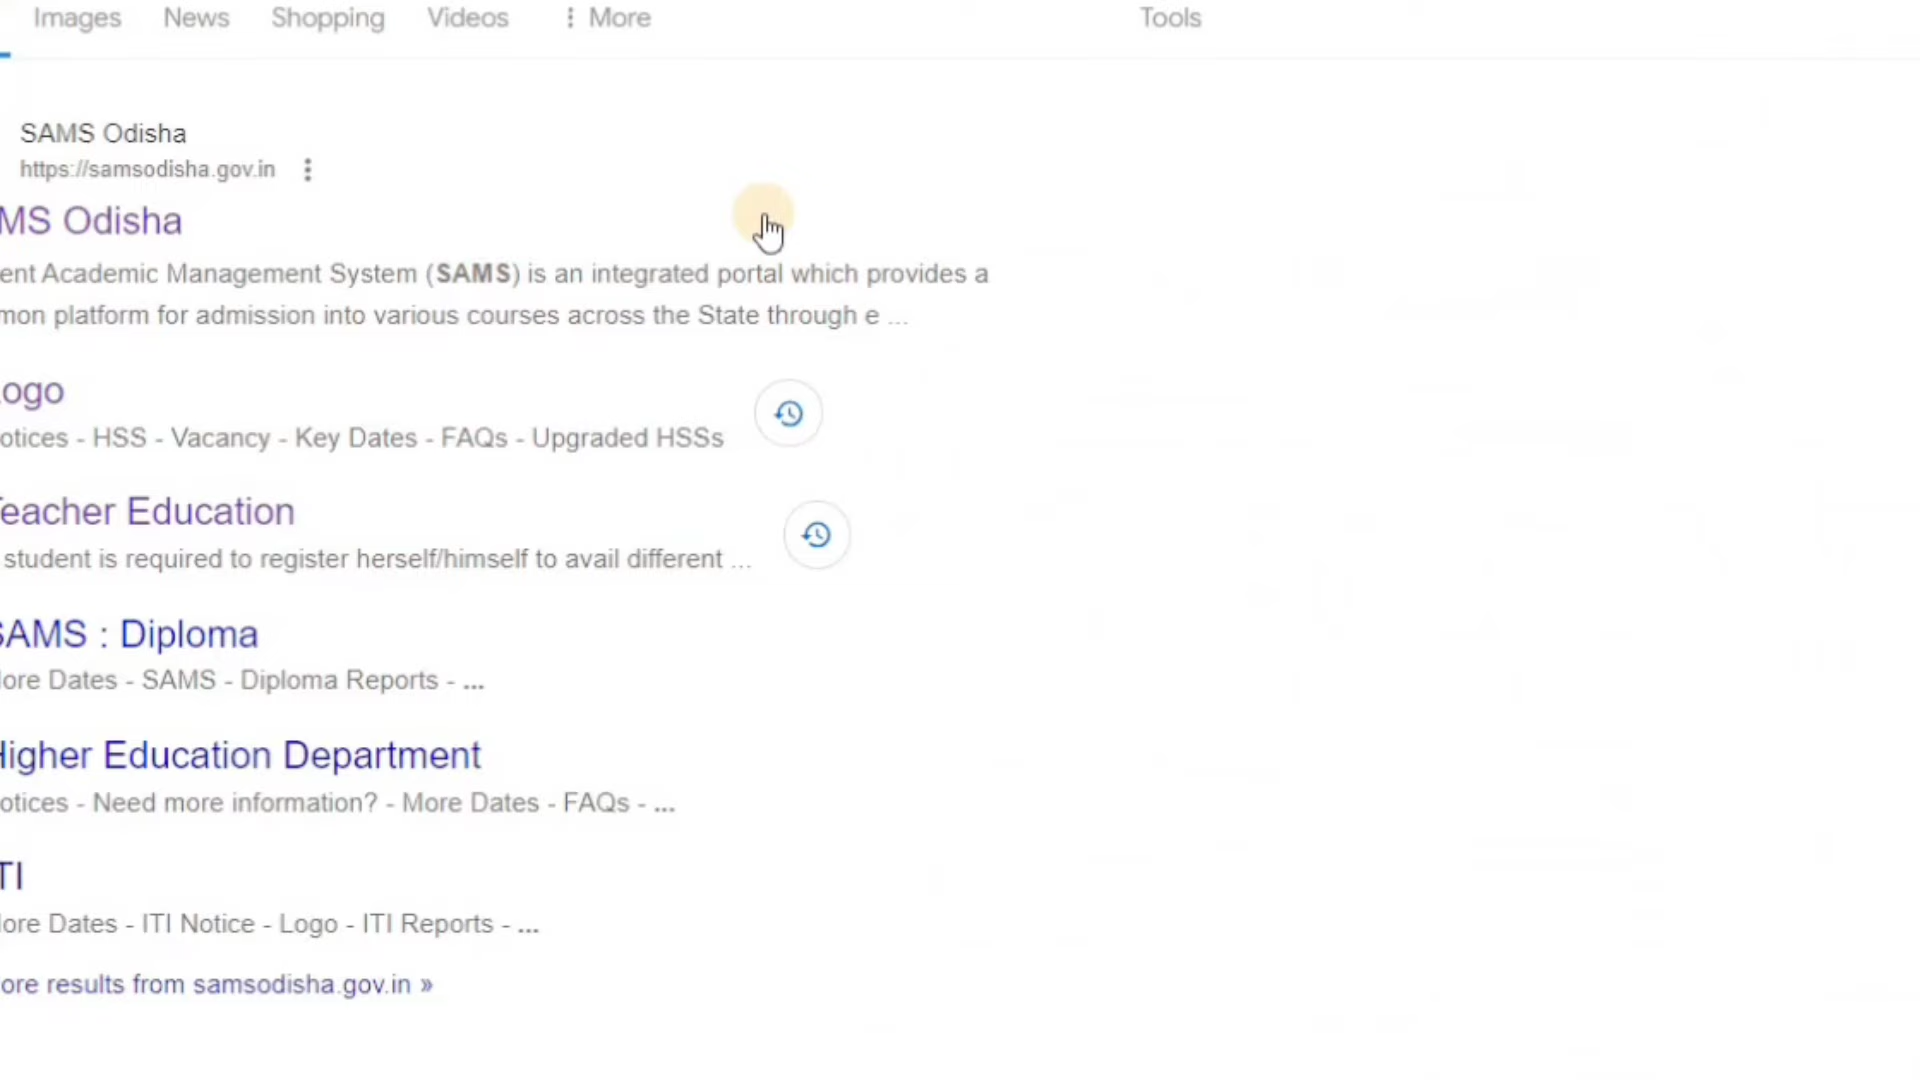 Images News Shopping Videos More Tools
SAMS Odisha
https://samsodisha.gov.in
MS Odisha
ent Academic Management System (SAMS) is an integrated portal which provides a
mon platform for admission into various courses across the State through e ...
ogo
otices - HSS - Vacancy - Key Dates - FAQs - Upgraded HSSs
Teacher Education
student is required to register herself/himself to avail different ...
SAMS : Diploma
ore Dates - SAMS - Diploma Reports - ...
Higher Education Department
otices - Need more information? - More Dates - FAQs - ...
TI
ore Dates - ITI Notice - Logo - ITI Reports - ...
ore results from samsodisha.gov.in »